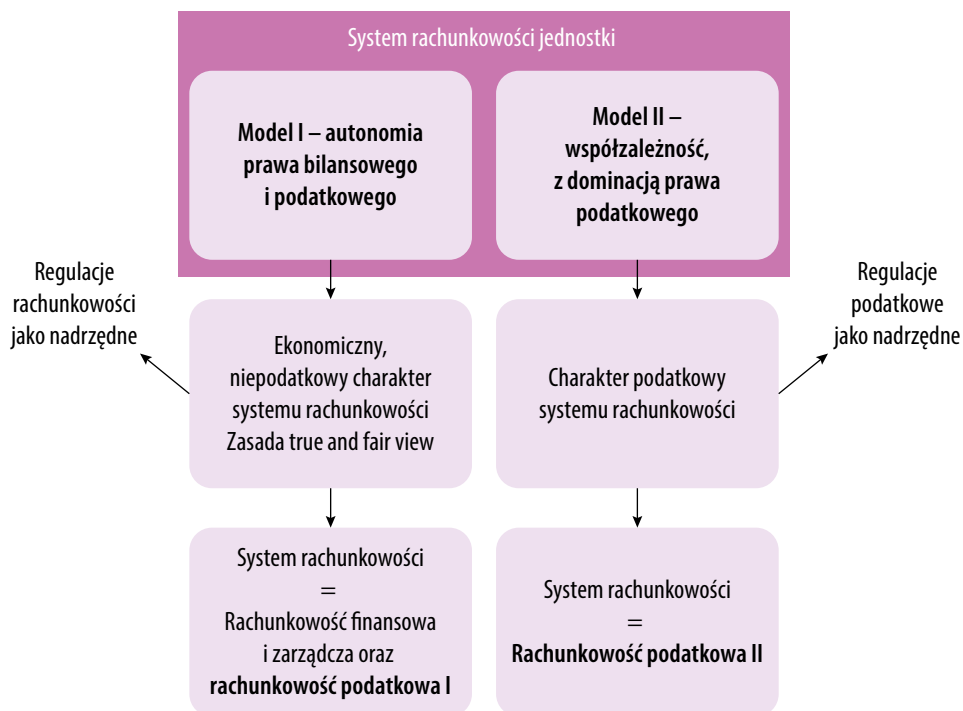 System rachunkowości jednostki
Model I – autonomia
prawa bilansowego
i podatkowego
Model II –
współzależność,
z dominacją prawa
podatkowego
Regulacje
rachunkowości
jako nadrzędne
Ekonomiczny,
niepodatkowy charakter
systemu rachunkowości
Zasada true and fair view
Charakter podatkowy
systemu rachunkowości
Regulacje
podatkowe
jako nadrzędne
System rachunkowości
=
Rachunkowość finansowa
i zarządcza oraz
rachunkowość podatkowa I
System rachunkowości
=
Rachunkowość podatkowa II